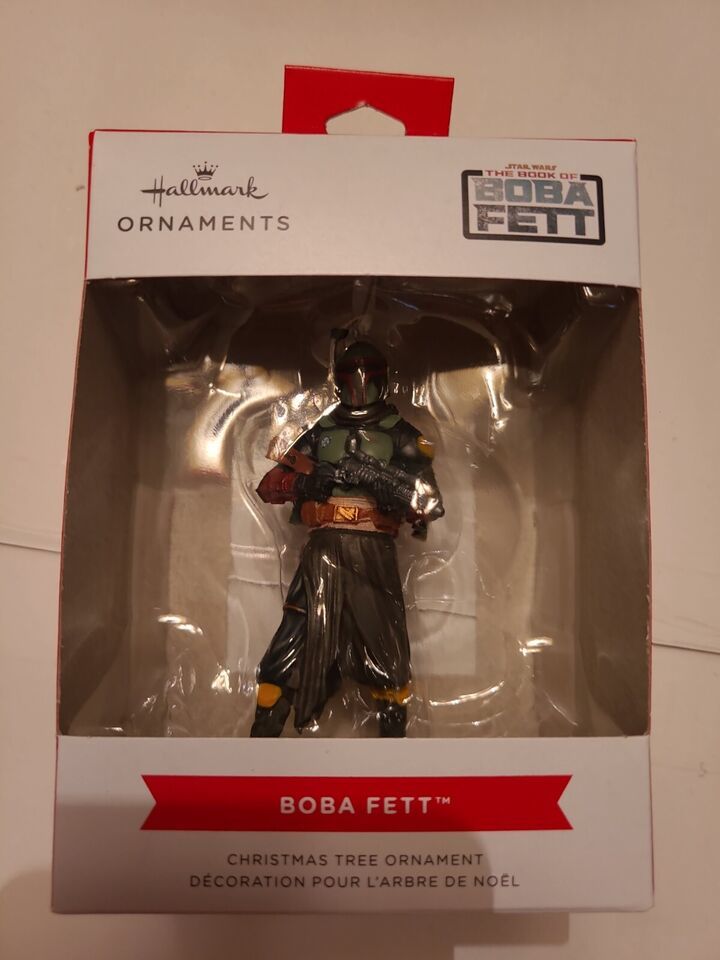 Hallmark
ORNAMENTS
STAR WARS
THE BOOK OF
BOBA
FETT
BOBA FETT™
CHRISTMAS TREE ORNAMENT
DÉCORATION POUR L'ARBRE DE NOËL